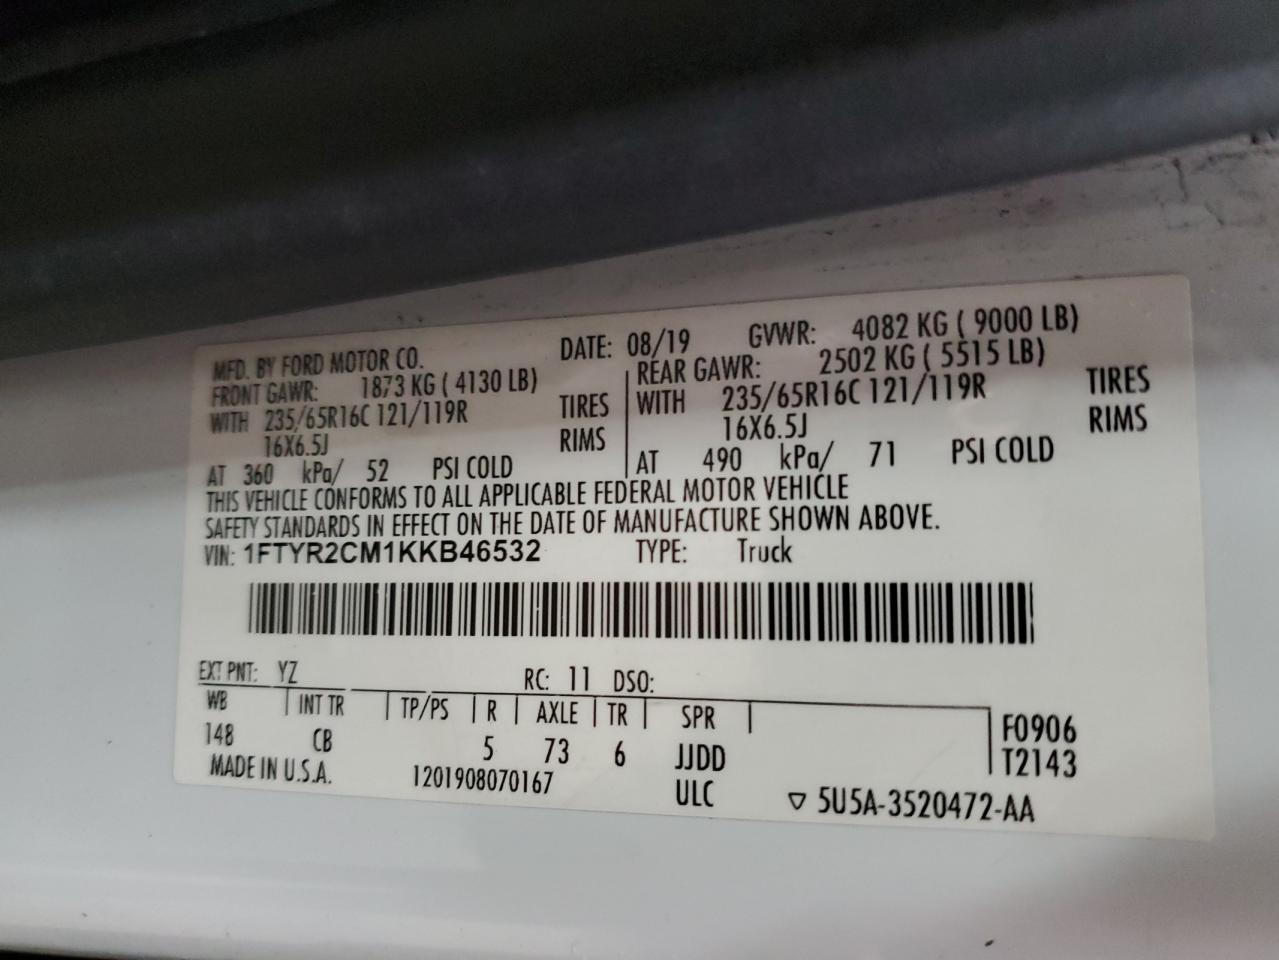 MFD. BY FORD MOTOR CO. DATE: 08/19 GVWR: 4082 KG ( 9000 LB)
FRONT GAWR: 1873 KG ( 4130 LB) REAR GAWR: 2502 KG ( 5515 LB)
WITH 235/65R16C 121/119R TIRES WITH 235/65R16C 121/119R TIRES
16X6.5J RIMS 16X6.5J RIMS
AT 360 kPa/ 52 PSI COLD AT 490 kPa/ 71 PSI COLD
THIS VEHICLE CONFORMS TO ALL APPLICABLE FEDERAL MOTOR VEHICLE
SAFETY STANDARDS IN EFFECT ON THE DATE OF MANUFACTURE SHOWN ABOVE.
VIN: 1FTYR2CM1KKB46532 TYPE: Truck
EXT PNT: YZ RC: 11 DSO:
WB INT TR TP/PS R AXLE TR SPR F0906
148 CB 5 73 6 JJDD T2143
MADE IN U.S.A. 1201908070167 ULC ▽ 5U5A-3520472-AA